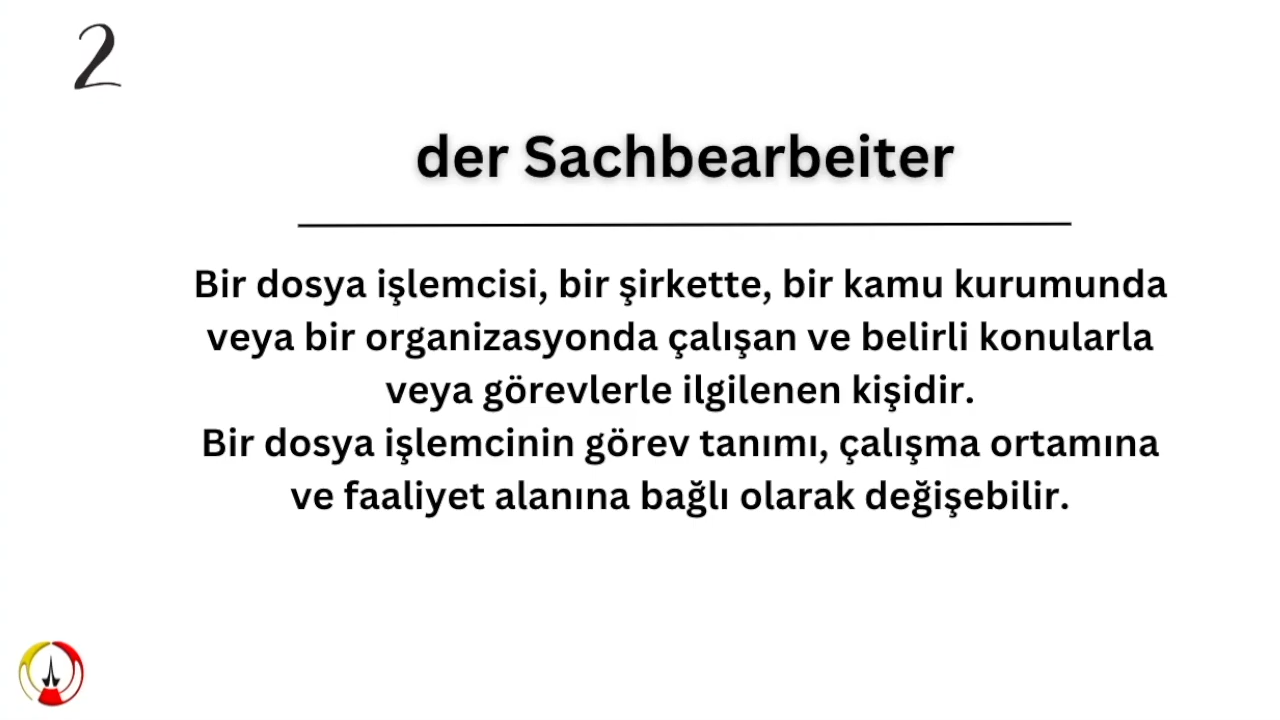 2
der Sachbearbeiter
Bir dosya işlemcisi, bir şirkette, bir kamu kurumunda
veya bir organizasyonda çalışan ve belirli konularla
veya görevlerle ilgilenen kişidir.
Bir dosya işlemcinin görev tanımı, çalışma ortamına
ve faaliyet alanına bağlı olarak değişebilir.